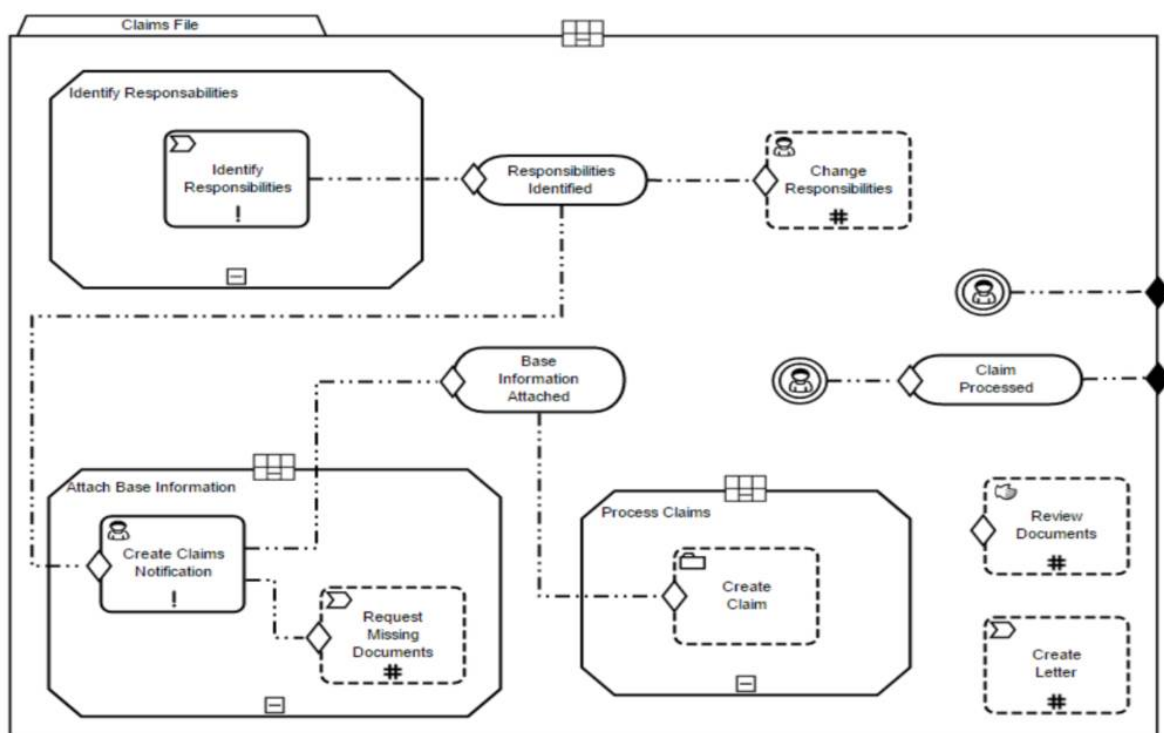 Claims File
Identify Responsabilities
Identify
Responsibilities
!
Responsibilities
Identified
Change
Responsibilities
#
Base
Information
Attached
Claim
Processed
Attach Base Information
Create Claims
Notification
!
Request
Missing
Documents
#
Process Claims
Create
Claim
Review
Documents
#
Create
Letter
#